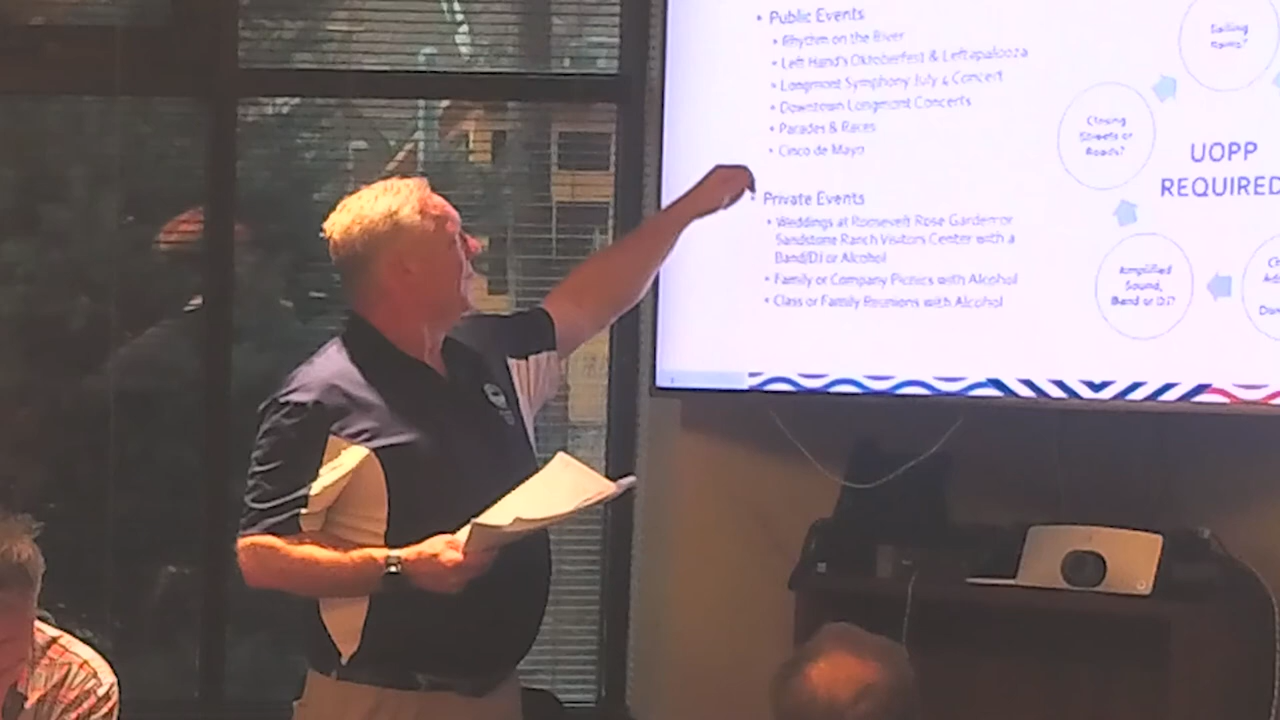 • Public Events
• Rhythm on the River
• Left Hand's Oktoberfest & Leftapalooza
• Longmont Symphony July 4 Concert
• Downtown Longmont Concerts
• Parades & Races
• Cinco de Mayo
• Private Events
• Weddings at Roosevelt Rose Garden or
Sandstone Ranch Visitors Center with a
Band/DJ or Alcohol
• Family or Company Picnics with Alcohol
• Class or Family Reunions with Alcohol
Selling
Closing
Streets or
Roads?
UOPP
REQUIRED
Amplified
Sound,
Band or DJ?